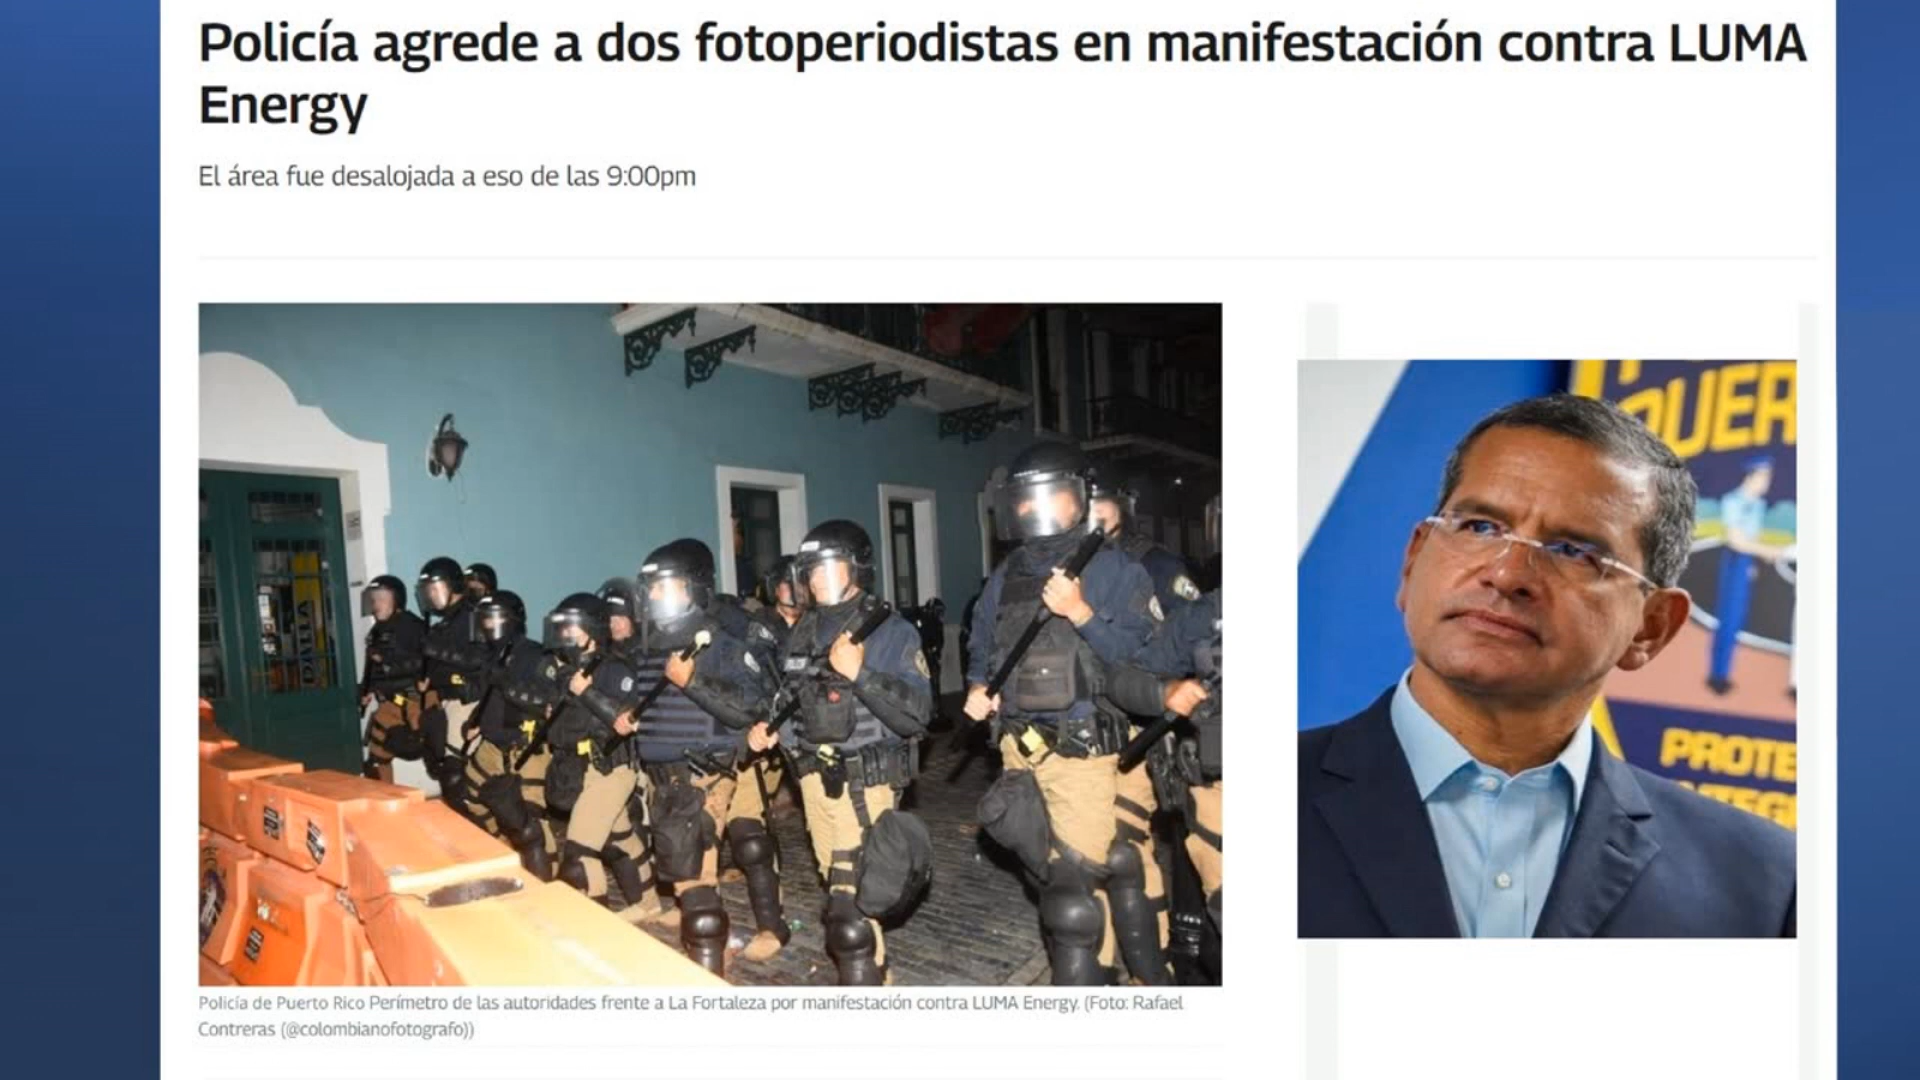 Policía agrede a dos fotoperiodistas en manifestación contra LUMA
Energy
El área fue desalojada a eso de las 9:00pm
PUER
PROTE
Policía de Puerto Rico Perímetro de las autoridades frente a La Fortaleza por manifestación contra LUMA Energy. (Foto: Rafael
Contreras (@colombianofotografo))